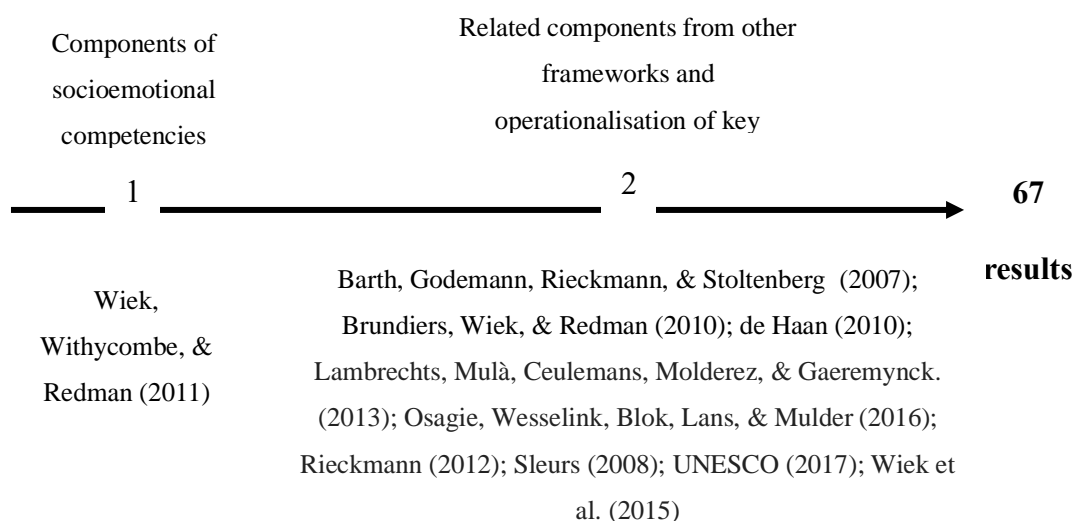 Components of
socioemotional
competencies
Related components from other
frameworks and
operationalisation of key
1
2
67
results
Wiek,
Withycombe, &
Redman (2011)
Barth, Godemann, Rieckmann, & Stoltenberg (2007);
Brundiers, Wiek, & Redman (2010); de Haan (2010);
Lambrechts, Mulà, Ceulemans, Molderez, & Gaeremynck.
(2013); Osagie, Wesselink, Blok, Lans, & Mulder (2016);
Rieckmann (2012); Sleurs (2008); UNESCO (2017); Wiek et
al. (2015)